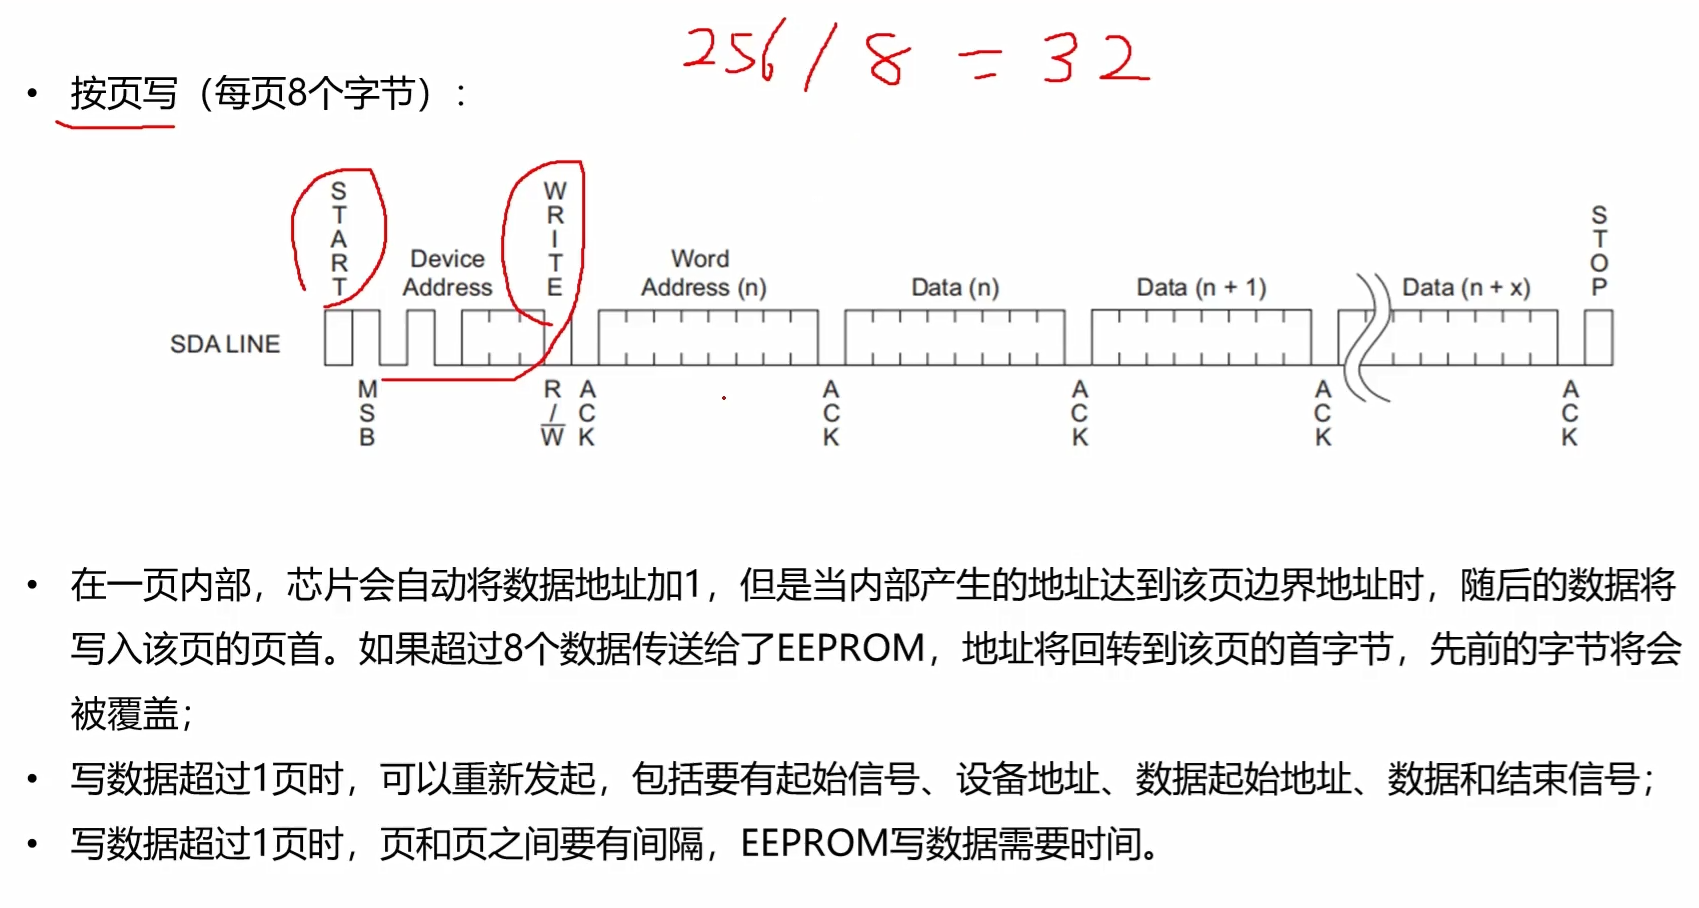 256/8=32
• 按页写（每页8个字节）:
START
WRITE
STOP
Device Address
Word Address (n)
Data (n)
Data (n + 1)
Data (n + x)
SDA LINE
MSB
R/W
ACK
ACK
ACK
ACK
ACK
• 在一页内部，芯片会自动将数据地址加1，但是当内部产生的地址达到该页边界地址时，随后的数据将
写入该页的页首。如果超过8个数据传送给了EEPROM，地址将回转到该页的首字节，先前的字节将会
被覆盖；
• 写数据超过1页时，可以重新发起，包括要有起始信号、设备地址、数据起始地址、数据和结束信号；
• 写数据超过1页时，页和页之间要有间隔，EEPROM写数据需要时间。